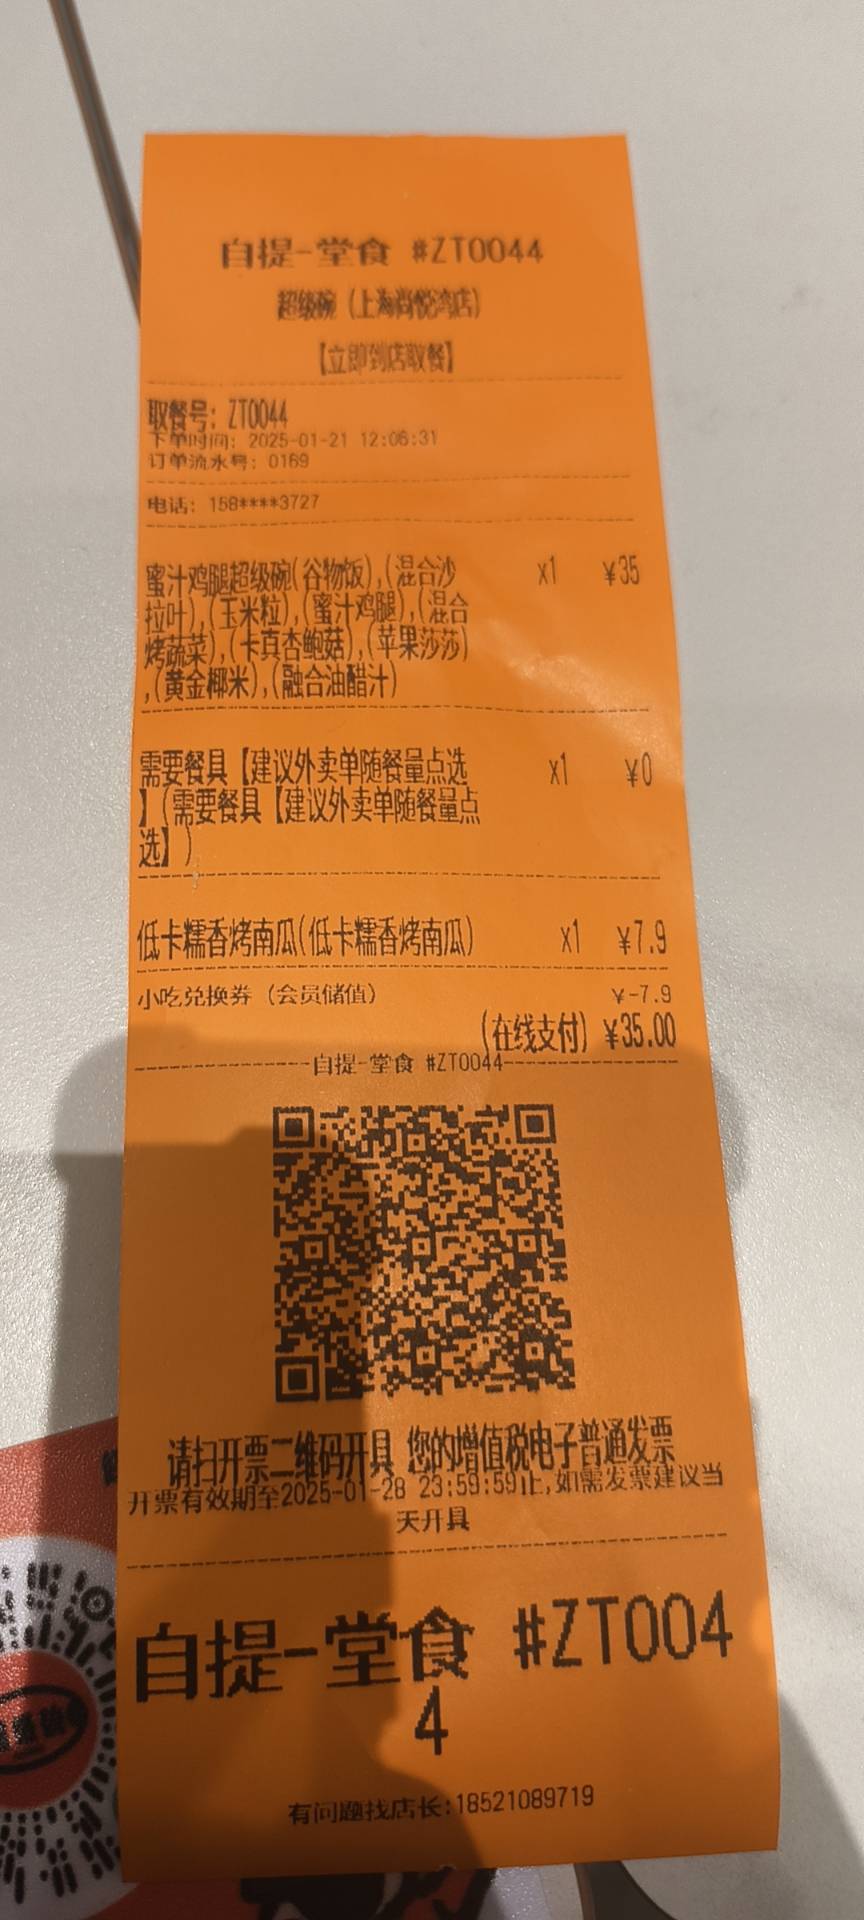 自提-堂食 #ZT0044
超级碗（上海尚悦湾店）
【立即到店取餐】
取餐号: ZT0044
下单时间: 2025-01-21 12:06:31
订单流水号: 0169
电话: 158****3727
蜜汁鸡腿超级碗(谷物饭),(混合沙 x1 ¥35
拉叶),(玉米粒),(蜜汁鸡腿),(混合
烤蔬菜),(卡真杏鲍菇),(苹果莎莎)
,(黄金椰米),(融合油醋汁)
需要餐具【建议外卖单随餐量点选 x1 ¥0
】(需要餐具【建议外卖单随餐量点
选】)
低卡糯香烤南瓜(低卡糯香烤南瓜) x1 ¥7.9
小吃兑换券（会员储值） ¥-7.9
(在线支付) ¥35.00
自提-堂食 #ZT0044
请扫开票二维码开具 您的增值税电子普通发票
开票有效期至2025-01-28 23:59:59止,如需发票建议当
天开具
自提-堂食 #ZT004
4
有问题找店长:18521089719